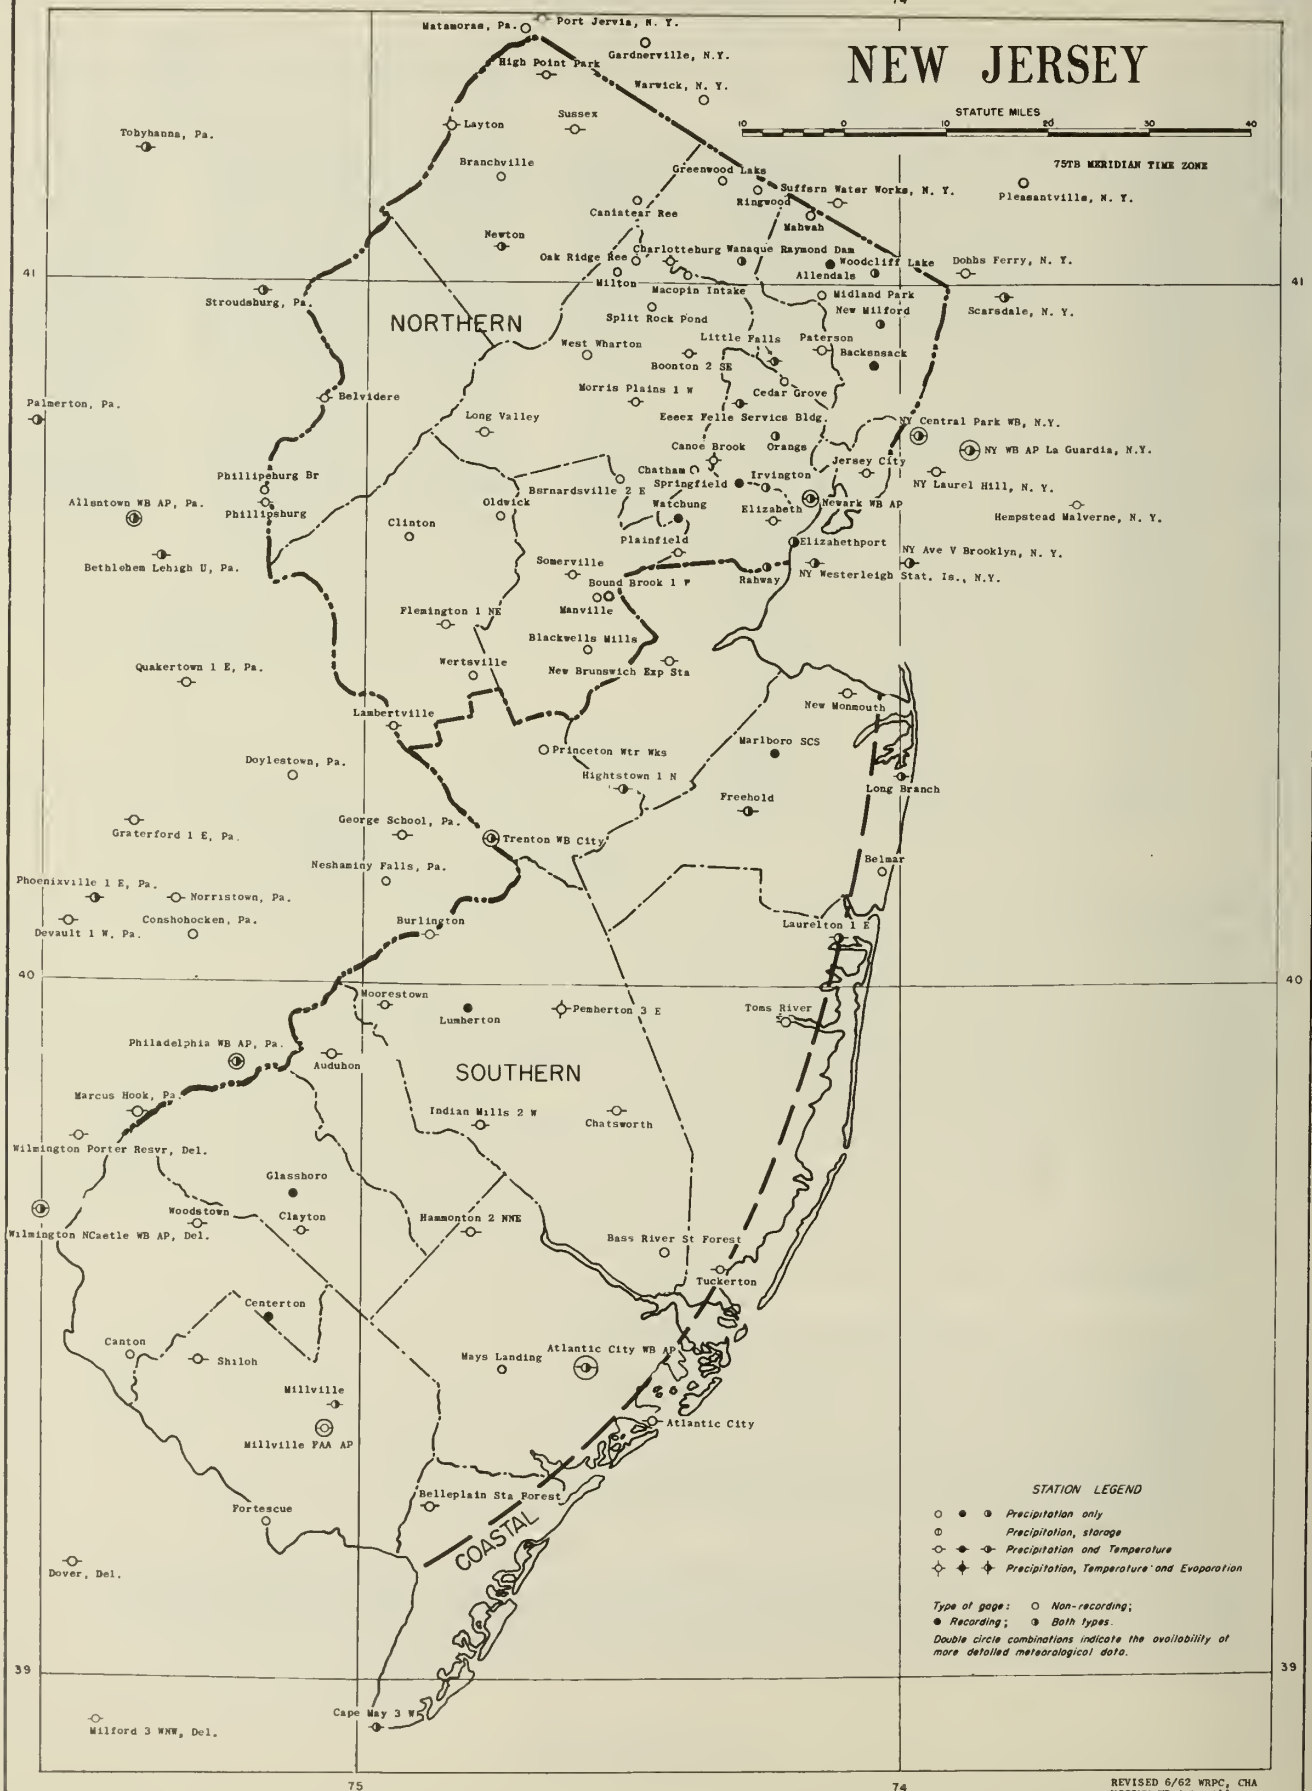 74
Matamoras, Pa.
Port Jervis, N. Y.
NEW JERSEY
Gardnerville, N.Y.
High Point Park
Warwick, N. Y.
STATUTE MILES
10 0 10 20 30 40
Layton
Sussex
Tobyhanna, Pa.
75TB MERIDIAN TIME ZONE
Branchville
Greenwood Laks
Suffern Water Works, N. Y.
Pleasantville, N. Y.
Ringwood
Canistear Ree
Mahwah
Newton
Charlotteburg
Wanaque Raymond Dam
Oak Ridge Ree
Woodcliff Lake
Dobbs Ferry, N. Y.
Allendals
41
41
Milton
Macopin Intake
Midland Park
Stroudsburg, Pa.
New Milford
Scarsdale, N. Y.
Split Rock Pond
NORTHERN
Little Falls
Paterson
West Wharton
Backensack
Boonton 2 SE
Morris Plains 1 W
Cedar Grove
Belvidere
Palmerton, Pa.
Long Valley
Essex Felle Servics Bldg.
NY Central Park WB, N.Y.
Canoe Brook
Orange
NY WB AP La Guardia, N.Y.
Jersey City
Chatham
Phillipsburg Br
Springfield
Irvington
NY Laurel Hill, N. Y.
Bsrnardsville 2 E
Allsntown WB AP, Pa.
Oldwick
Watchung
Newark WB AP
Phillipsburg
Elizabeth
Hempstead Malverne, N. Y.
Clinton
Plainfield
Elizabethport
NY Ave V Brooklyn, N. Y.
Bethlehem Lehigh U, Pa.
Somerville
Bound Brook 1 P
Rahway
NY Westerleigh Stat. Is., N.Y.
Flemington 1 NE
Manville
Blackwells Mills
Quakertown 1 E, Pa.
Wertsville
New Brunswich Exp Sta
New Monmouth
Lambertville
Marlboro SCS
Princeton Wtr Wks
Doylestown, Pa.
Hightstown 1 N
Long Branch
Freehold
George School, Pa.
Graterford 1 E, Pa.
Trenton WB City
Belmar
Neshaminy Falls, Pa.
Phoenixville 1 E, Pa.
Norristown, Pa.
Conshohocken, Pa.
Burlington
Laurelton 1 E
Devault 1 W, Pa.
40
40
Moorestown
Lumberton
Pemberton 3 E
Toms River
Philadelphia WB AP, Pa.
Audubon
SOUTHERN
Marcus Hook, Pa.
Indian Mills 2 W
Chatsworth
Wilmington Porter Resvr, Del.
Glassboro
Woodstown
Clayton
Hammonton 2 NNE
Wilmington NCaetle WB AP, Del.
Bass River St Forest
Tuckerton
Centerton
Canton
Mays Landing
Atlantic City WB AP
Shiloh
Millville
Atlantic City
Millville FAA AP
STATION LEGEND
Belleplain Sta Forest
Fortescue
Precipitation only
Precipitation, storage
COASTAL
Precipitation and Temperature
Dover, Del.
Precipitation, Temperature and Evaporation
Type of gage: Non-recording;
Recording; Both types.
Double circle combinations indicate the availability of
more detailed meteorological data.
39
39
Cape May 3 W
Milford 3 WNW, Del.
75
74
REVISED 6/62 WRPC, CHA